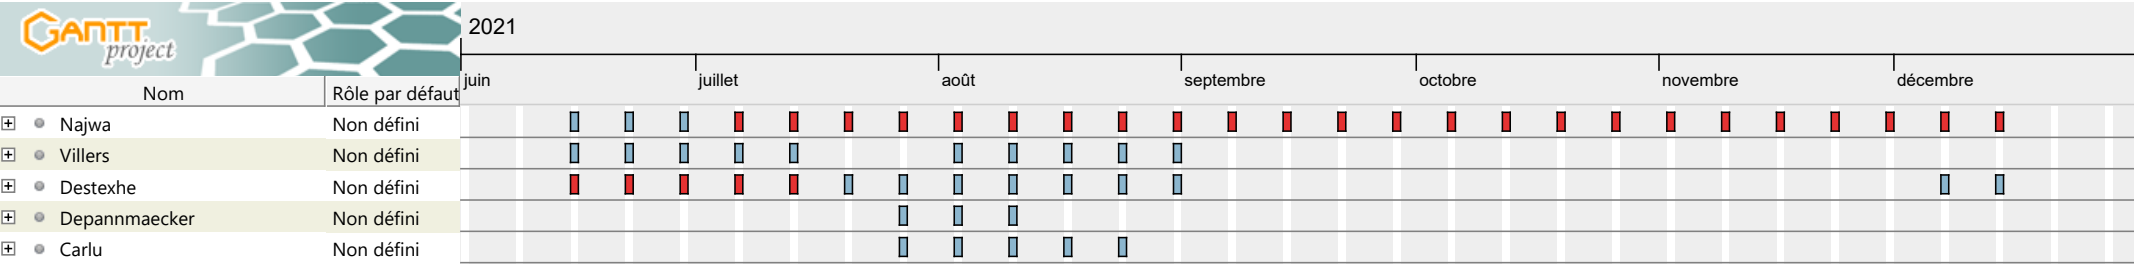 GANTT
project
2021
juin juillet août septembre octobre novembre décembre
Nom Rôle par défaut
Najwa Non défini
Villers Non défini
Destexhe Non défini
Depannmaecker Non défini
Carlu Non défini